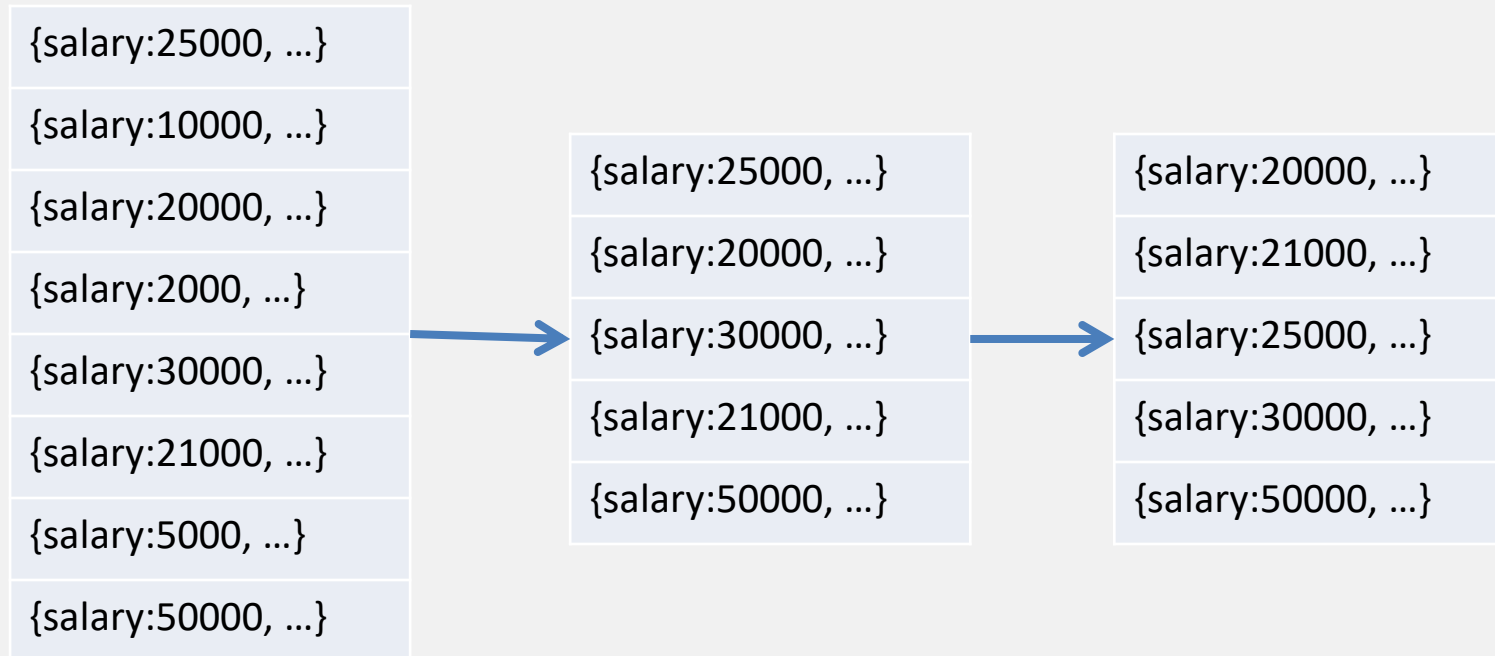 {salary:25000, …}
{salary:10000, …}
{salary:20000, …}
{salary:2000, …}
{salary:30000, …}
{salary:21000, …}
{salary:5000, …}
{salary:50000, …}
{salary:25000, …}
{salary:20000, …}
{salary:30000, …}
{salary:21000, …}
{salary:50000, …}
{salary:20000, …}
{salary:21000, …}
{salary:25000, …}
{salary:30000, …}
{salary:50000, …}